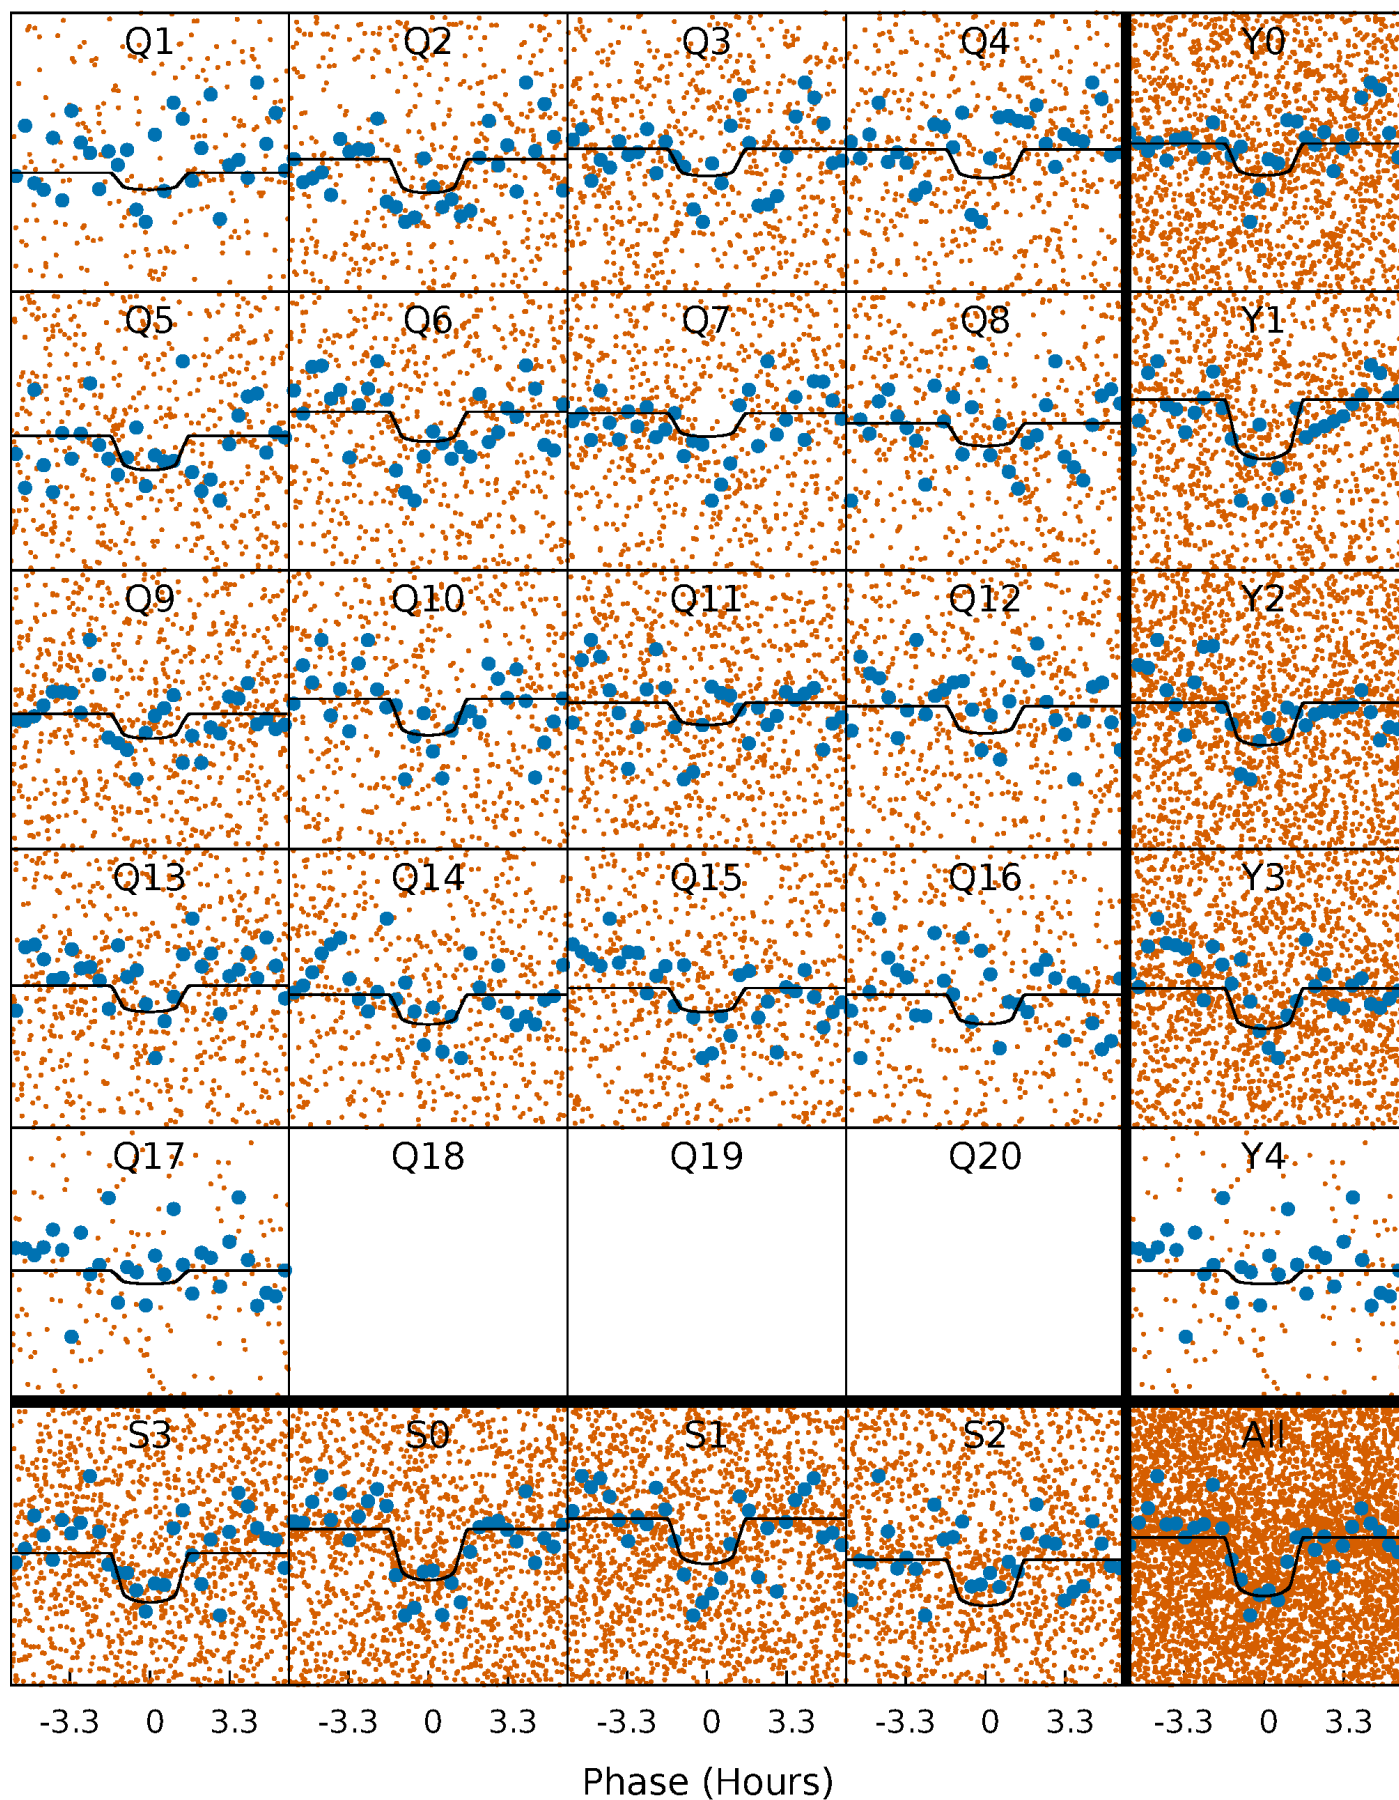 Q1 Q2 Q3 Q4 Y0
Q5 Q6 Q7 Q8 Y1
Q9 Q10 Q11 Q12 Y2
Q13 Q14 Q15 Q16 Y3
Q17 Q18 Q19 Q20 Y4
S3 S0 S1 S2 All
-3.3 0 3.3 -3.3 0 3.3 -3.3 0 3.3 -3.3 0 3.3 -3.3 0 3.3
Phase (Hours)